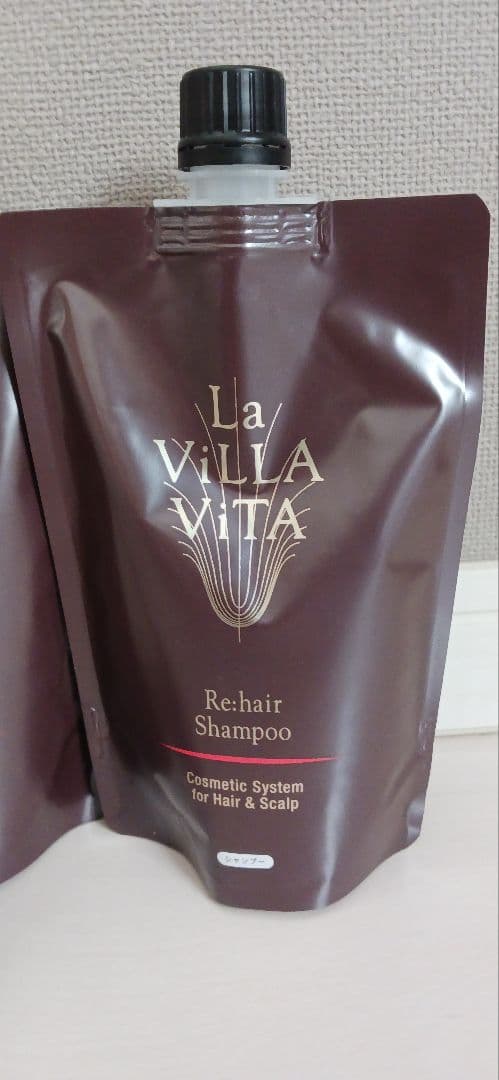 La
ViLLA
ViTA
Re:hair
Shampoo
Cosmetic System
for Hair & Scalp
シャンプー